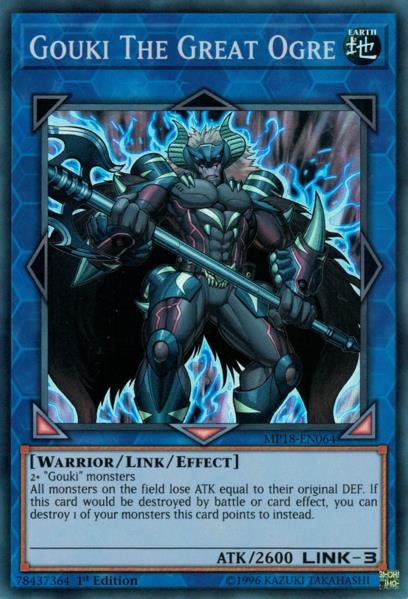 GOUKI THE GREAT OGRE
EARTH
地
MP18-EN064
[WARRIOR/LINK/EFFECT]
2+ "Gouki" monsters
All monsters on the field lose ATK equal to their original DEF. If
this card would be destroyed by battle or card effect, you can
destroy 1 of your monsters this card points to instead.
ATK/2600 LINK-3
78437364 1st Edition ©1996 KAZUKI TAKAHASHI